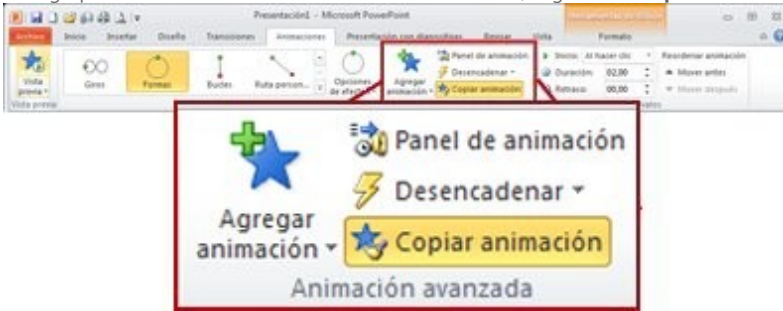 Presentación1 - Microsoft PowerPoint
Archivo Inicio Insertar Diseño Transiciones Animaciones Presentación con diapositivas Revisar Vista Formato
Vista previa
Giros
Formas
Bucles
Ruta person...
Opciones de efectos
Agregar animación
Panel de animación
Desencadenar
Copiar animación
Inicio: Al hacer clic
Duración: 02,00
Retraso: 00,00
Reordenar animación
Mover antes
Mover después
Vista previa
Agregar
animación
Panel de animación
Desencadenar
Copiar animación
Animación avanzada